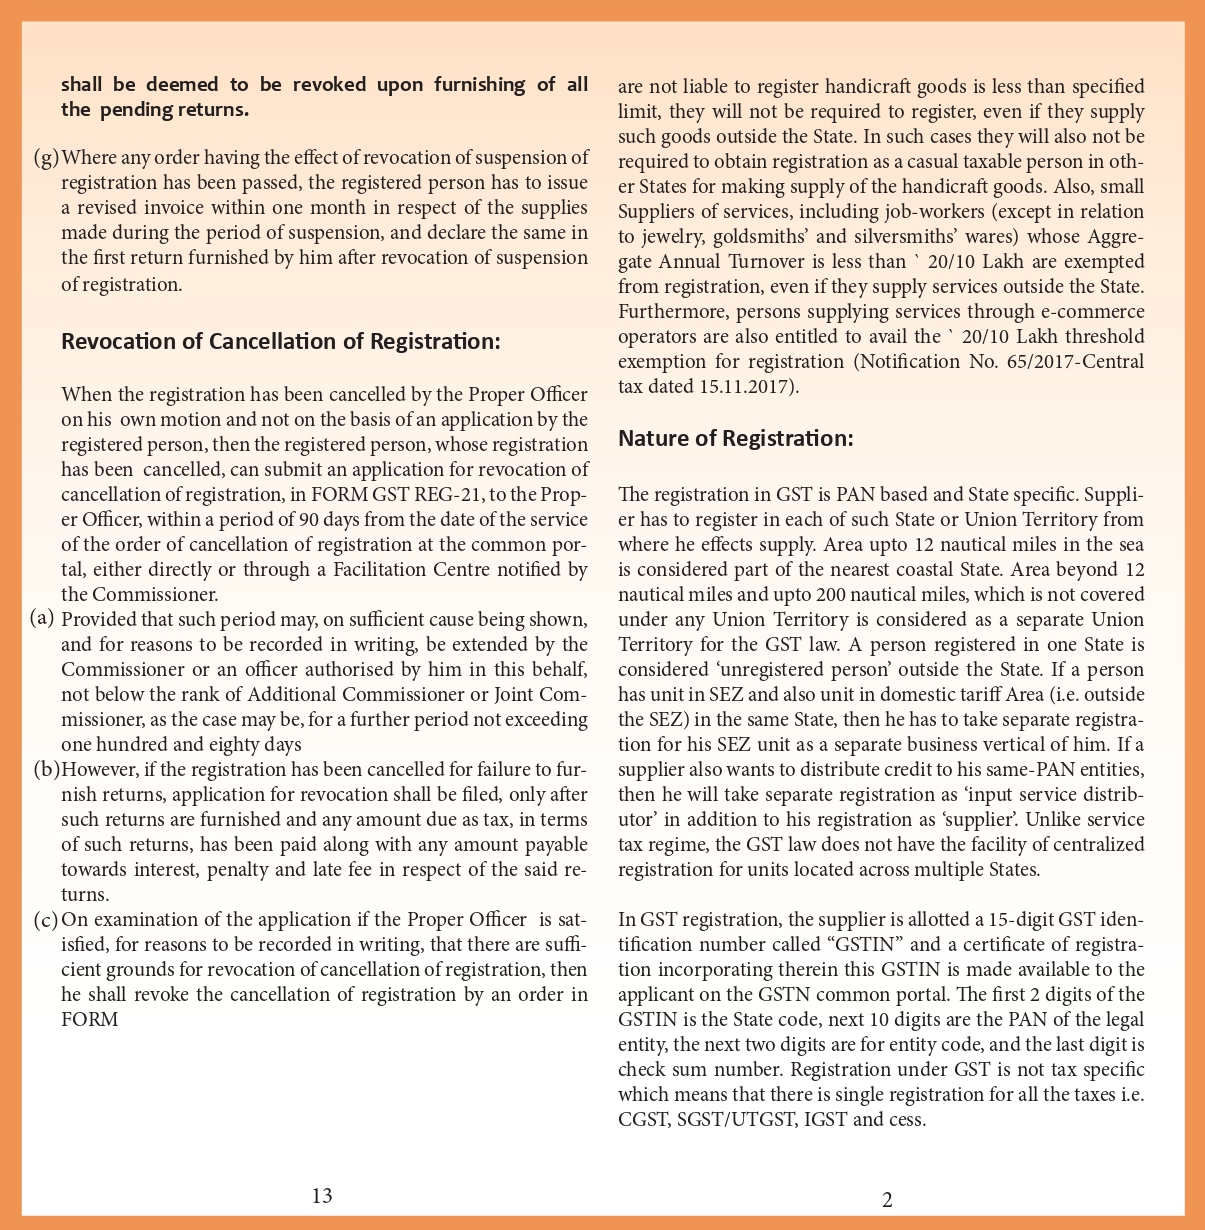 shall be deemed to be revoked upon furnishing of all
the pending returns.
(g) Where any order having the effect of revocation of suspension of
registration has been passed, the registered person has to issue
a revised invoice within one month in respect of the supplies
made during the period of suspension, and declare the same in
the first return furnished by him after revocation of suspension
of registration.
Revocation of Cancellation of Registration:
When the registration has been cancelled by the Proper Officer
on his own motion and not on the basis of an application by the
registered person, then the registered person, whose registration
has been cancelled, can submit an application for revocation of
cancellation of registration, in FORM GST REG-21, to the Prop-
er Officer, within a period of 90 days from the date of the service
of the order of cancellation of registration at the common por-
tal, either directly or through a Facilitation Centre notified by
the Commissioner.
(a) Provided that such period may, on sufficient cause being shown,
and for reasons to be recorded in writing, be extended by the
Commissioner or an officer authorised by him in this behalf,
not below the rank of Additional Commissioner or Joint Com-
missioner, as the case may be, for a further period not exceeding
one hundred and eighty days
(b) However, if the registration has been cancelled for failure to fur-
nish returns, application for revocation shall be filed, only after
such returns are furnished and any amount due as tax, in terms
of such returns, has been paid along with any amount payable
towards interest, penalty and late fee in respect of the said re-
turns.
(c) On examination of the application if the Proper Officer is sat-
isfied, for reasons to be recorded in writing, that there are suffi-
cient grounds for revocation of cancellation of registration, then
he shall revoke the cancellation of registration by an order in
FORM
13
are not liable to register handicraft goods is less than specified
limit, they will not be required to register, even if they supply
such goods outside the State. In such cases they will also not be
required to obtain registration as a casual taxable person in oth-
er States for making supply of the handicraft goods. Also, small
Suppliers of services, including job-workers (except in relation
to jewelry, goldsmiths’ and silversmiths’ wares) whose Aggre-
gate Annual Turnover is less than ` 20/10 Lakh are exempted
from registration, even if they supply services outside the State.
Furthermore, persons supplying services through e-commerce
operators are also entitled to avail the ` 20/10 Lakh threshold
exemption for registration (Notification No. 65/2017-Central
tax dated 15.11.2017).
Nature of Registration:
The registration in GST is PAN based and State specific. Suppli-
er has to register in each of such State or Union Territory from
where he effects supply. Area upto 12 nautical miles in the sea
is considered part of the nearest coastal State. Area beyond 12
nautical miles and upto 200 nautical miles, which is not covered
under any Union Territory is considered as a separate Union
Territory for the GST law. A person registered in one State is
considered ‘unregistered person’ outside the State. If a person
has unit in SEZ and also unit in domestic tariff Area (i.e. outside
the SEZ) in the same State, then he has to take separate registra-
tion for his SEZ unit as a separate business vertical of him. If a
supplier also wants to distribute credit to his same-PAN entities,
then he will take separate registration as ‘input service distrib-
utor’ in addition to his registration as ‘supplier’. Unlike service
tax regime, the GST law does not have the facility of centralized
registration for units located across multiple States.
In GST registration, the supplier is allotted a 15-digit GST iden-
tification number called “GSTIN” and a certificate of registra-
tion incorporating therein this GSTIN is made available to the
applicant on the GSTN common portal. The first 2 digits of the
GSTIN is the State code, next 10 digits are the PAN of the legal
entity, the next two digits are for entity code, and the last digit is
check sum number. Registration under GST is not tax specific
which means that there is single registration for all the taxes i.e.
CGST, SGST/UTGST, IGST and cess.
2